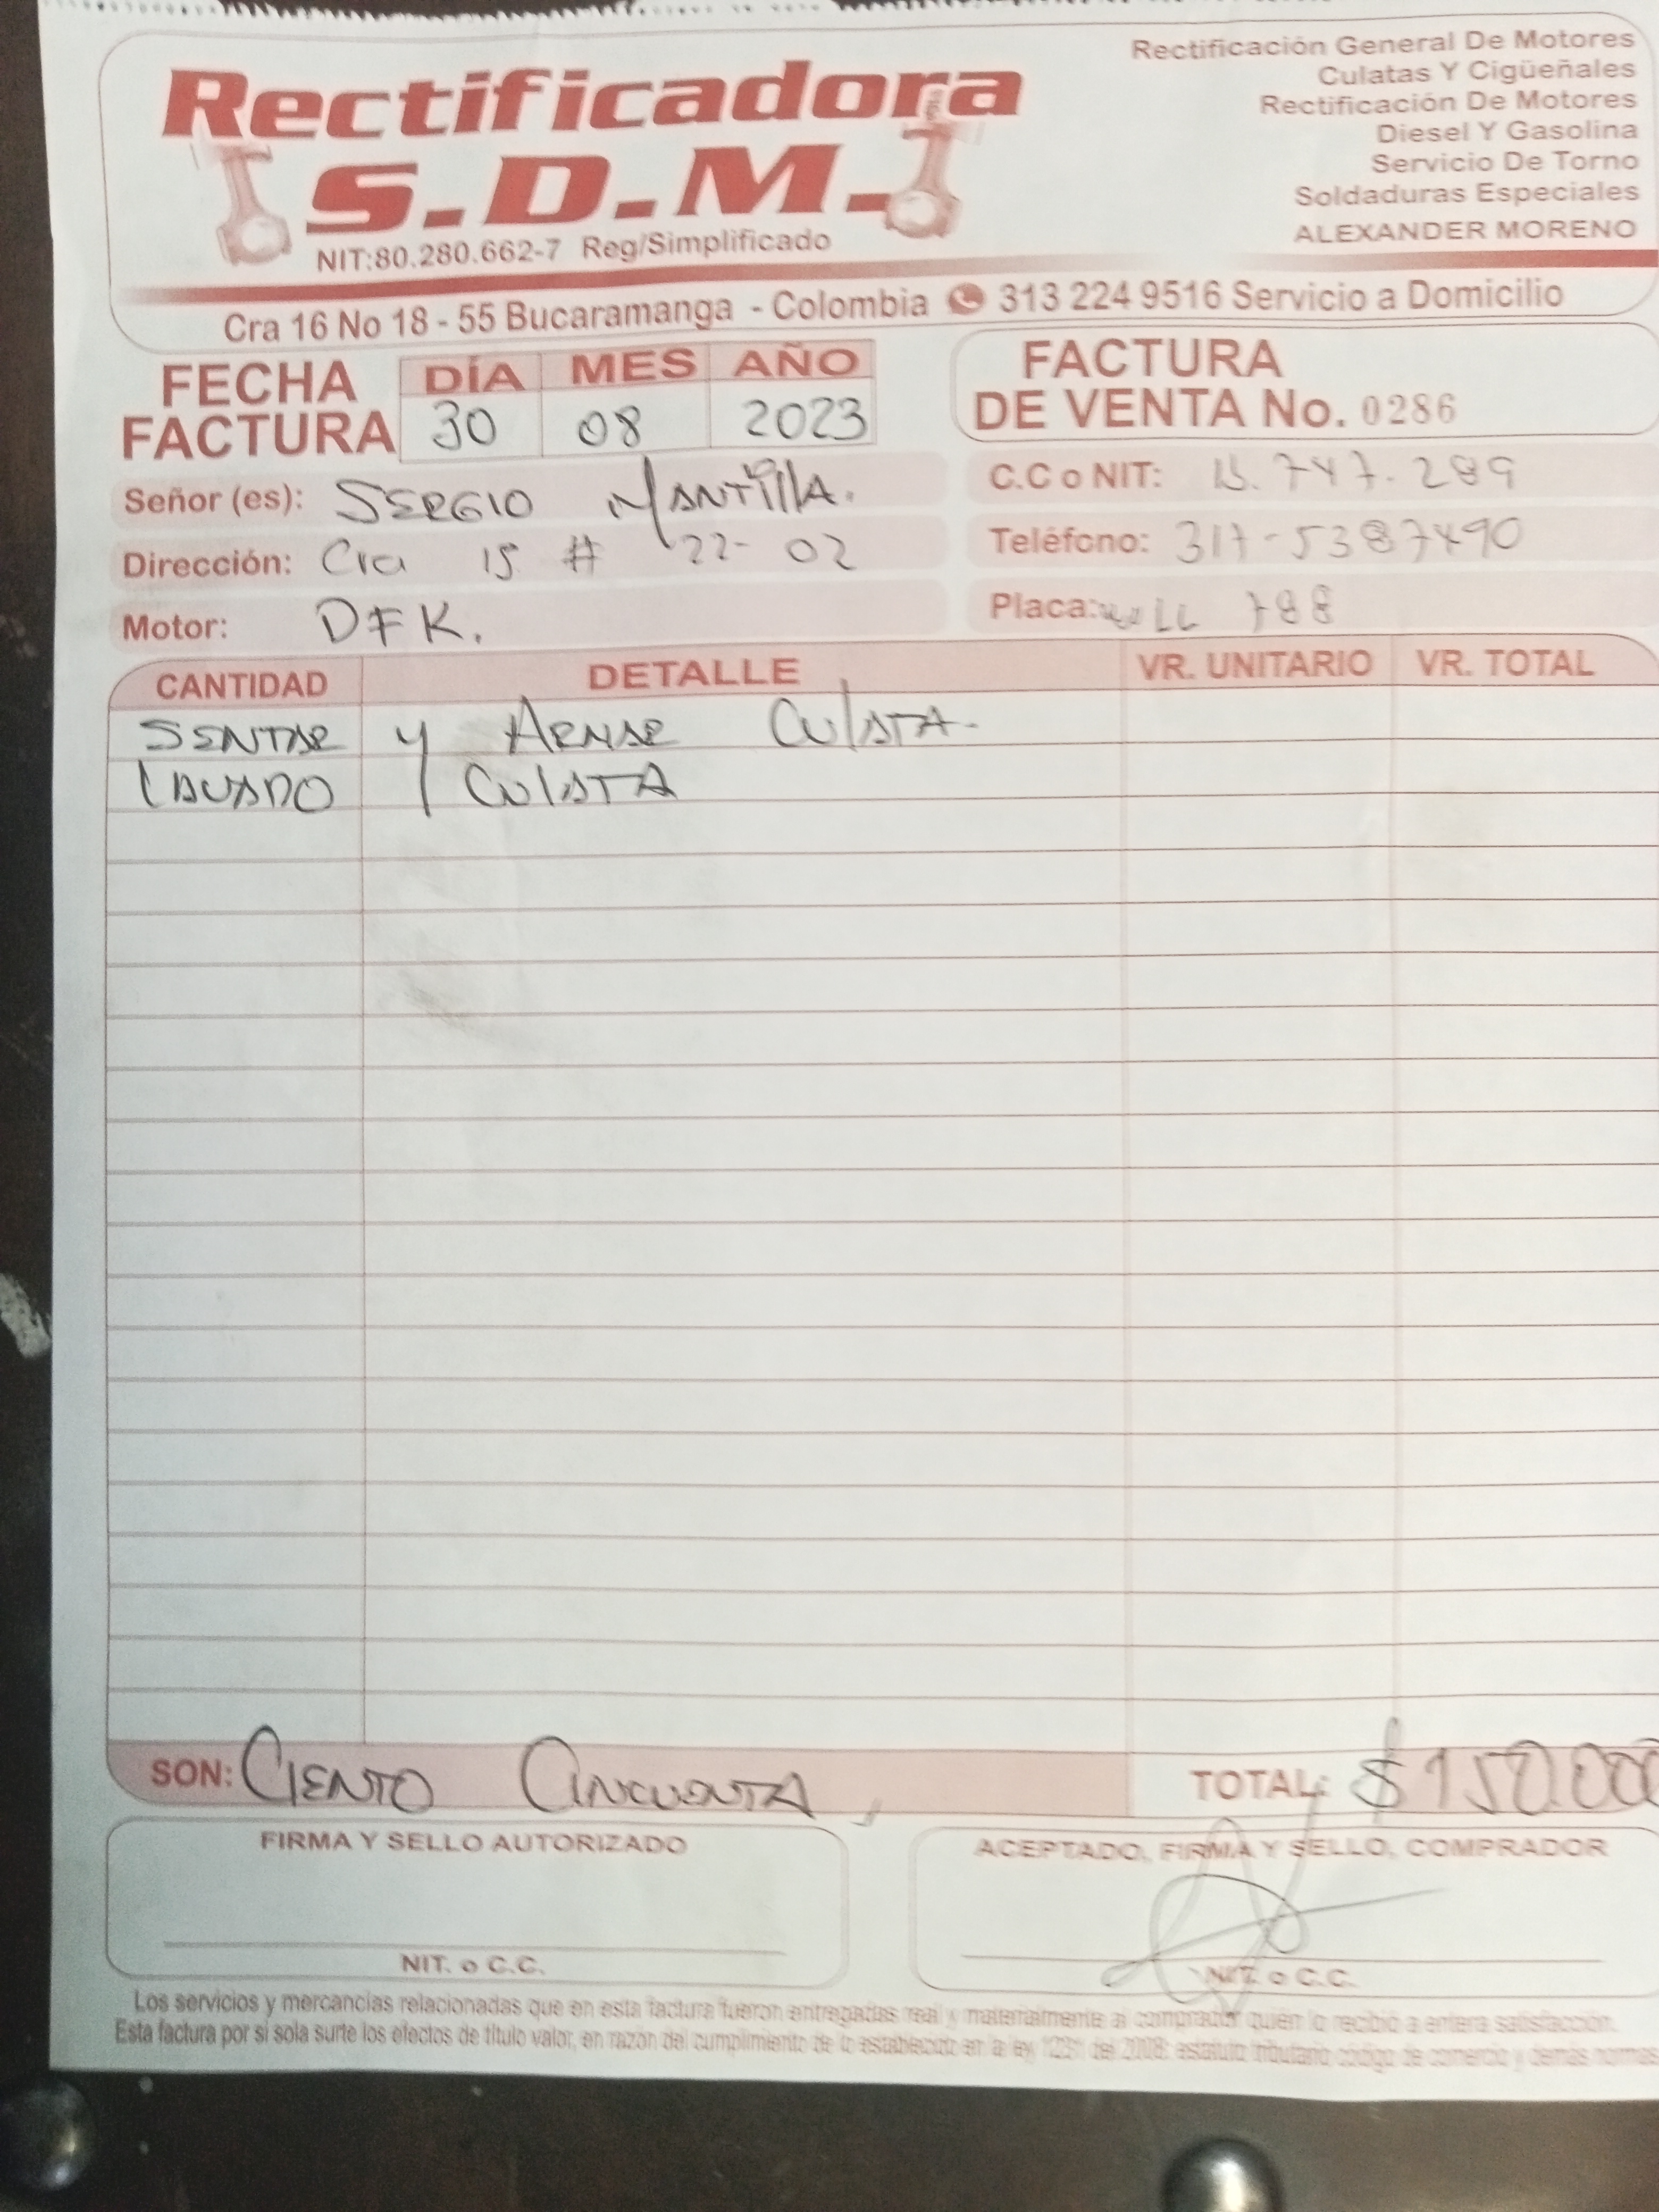 Rectificadora
S.D.M.
NIT:80.280.662-7 Reg/Simplificado
Rectificación General De Motores
Culatas Y Cigüeñales
Rectificación De Motores
Diesel Y Gasolina
Servicio De Torno
Soldaduras Especiales
ALEXANDER MORENO
Cra 16 No 18 - 55 Bucaramanga - Colombia 313 224 9516 Servicio a Domicilio
FECHA FACTURA
DÍA MES AÑO
30 08 2023
FACTURA
DE VENTA No. 0286
Señor (es): SERGIO MANTILLA.
C.C o NIT: 13.747.289
Dirección: Cra 15 # 22-02
Teléfono: 317-5387490
Motor: DFK.
Placa: 788
CANTIDAD DETALLE VR. UNITARIO VR. TOTAL
SENTAR y ARMAR CULATA-
LAVADO CULATA
SON: CIENTO CINCUENTA
TOTAL: $150.000
FIRMA Y SELLO AUTORIZADO
NIT. o C.C.
ACEPTADO, FIRMA Y SELLO, COMPRADOR
NIT. o C.C.
Los servicios y mercancías relacionadas que en esta factura fueron entregadas real y materialmente al comprador quién lo recibió a entera satisfacción.
Esta factura por si sola surte los efectos de título valor, en razón del cumplimiento de lo establecido en la ley 1231 del 2008: estatuto tributario código de comercio y demás normas